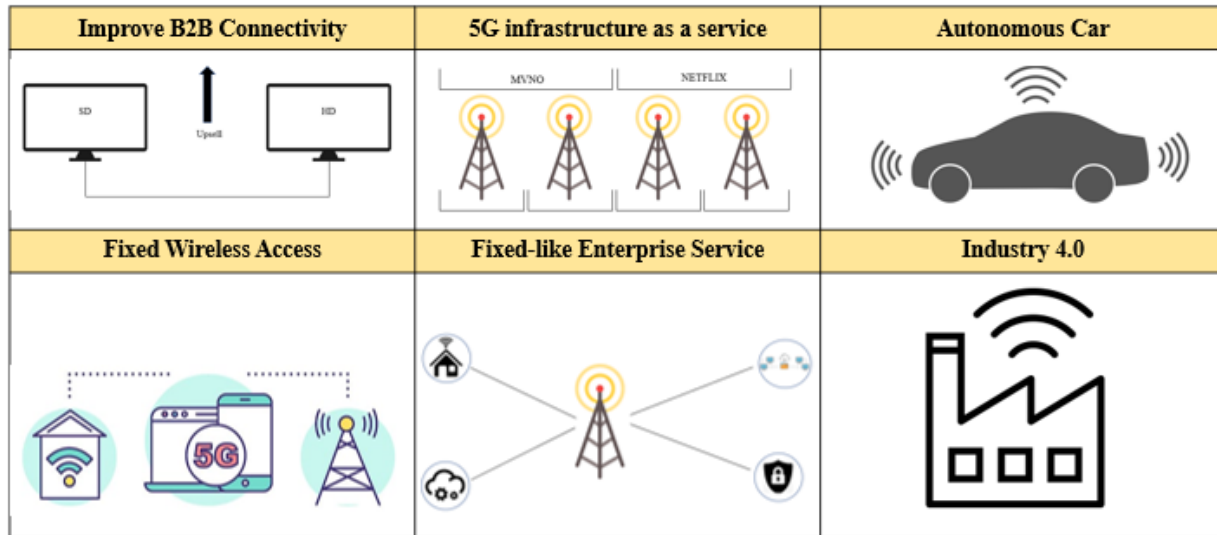 Improve B2B Connectivity
5G infrastructure as a service
Autonomous Car
SD
Upsell
HD
MVNO
NETFLIX
Fixed Wireless Access
Fixed-like Enterprise Service
Industry 4.0
5G